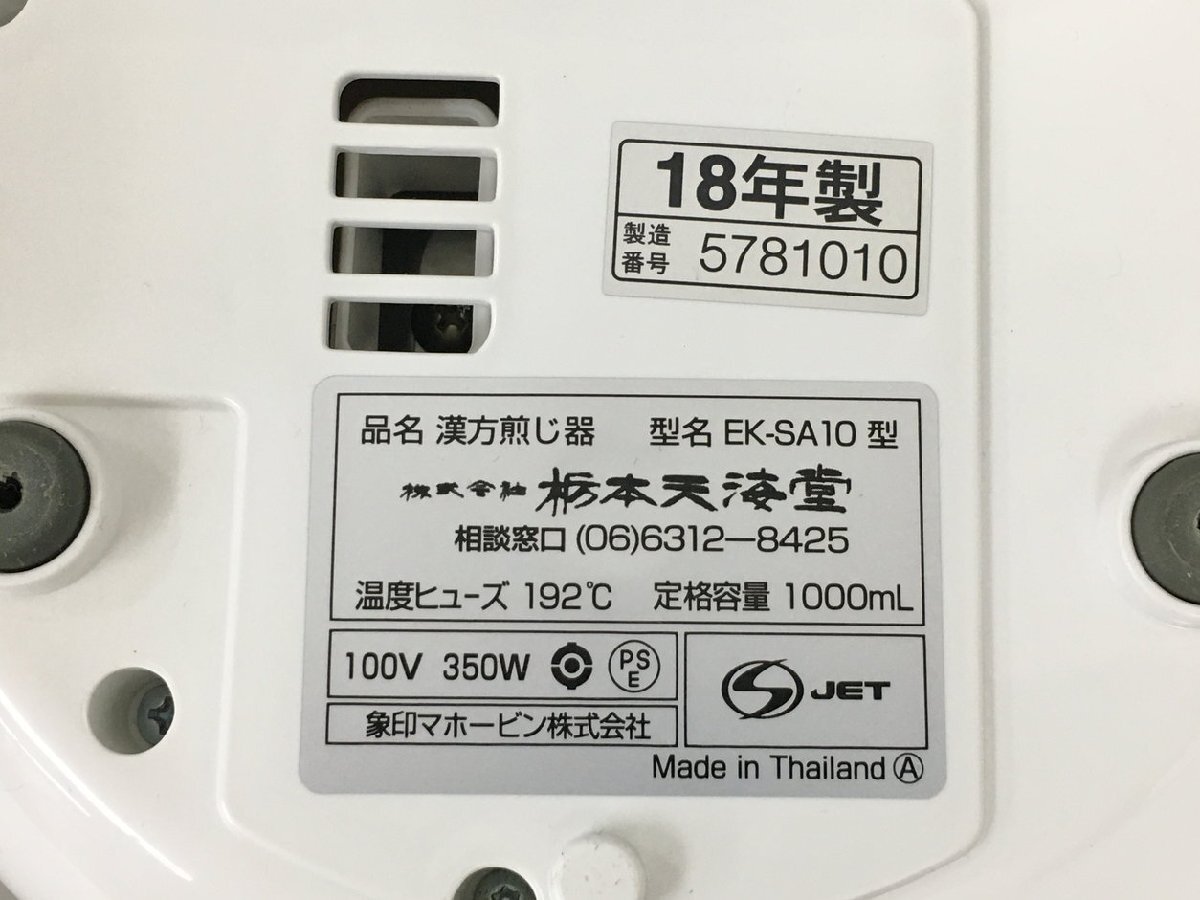 18年製
製造番号 5781010
品名 漢方煎じ器 型名 EK-SA10 型
株式会社 栃本天海堂
相談窓口 (06)6312—8425
温度ヒューズ 192℃ 定格容量 1000mL
100V 350W PSE
JET
象印マホービン株式会社
Made in Thailand Ⓐ